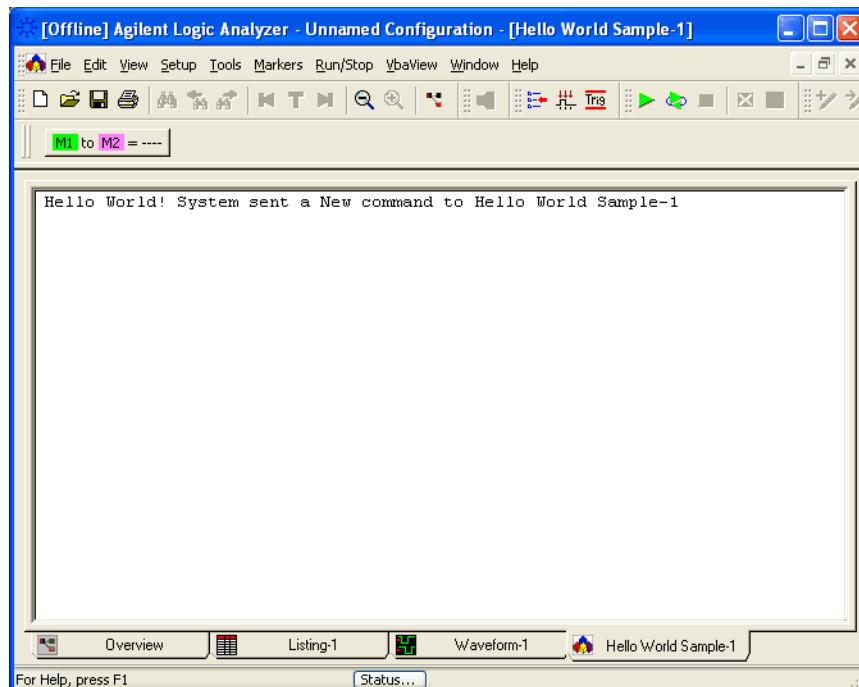 [Offline] Agilent Logic Analyzer - Unnamed Configuration - [Hello World Sample-1]
File Edit View Setup Tools Markers Run/Stop VbaView Window Help
T Trig
M1 to M2 = ----
Hello World! System sent a New command to Hello World Sample-1
Overview Listing-1 Waveform-1 Hello World Sample-1
For Help, press F1 Status...